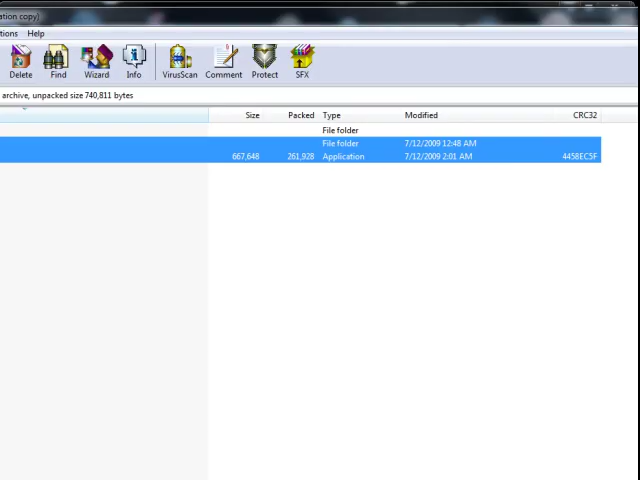 ation copy)
tions Help
Delete Find Wizard Info VirusScan Comment Protect SFX
archive, unpacked size 740,811 bytes
Size Packed Type Modified CRC32
File folder
File folder 7/12/2009 12:48 AM
667,648 261,928 Application 7/12/2009 2:01 AM 4458EC5F